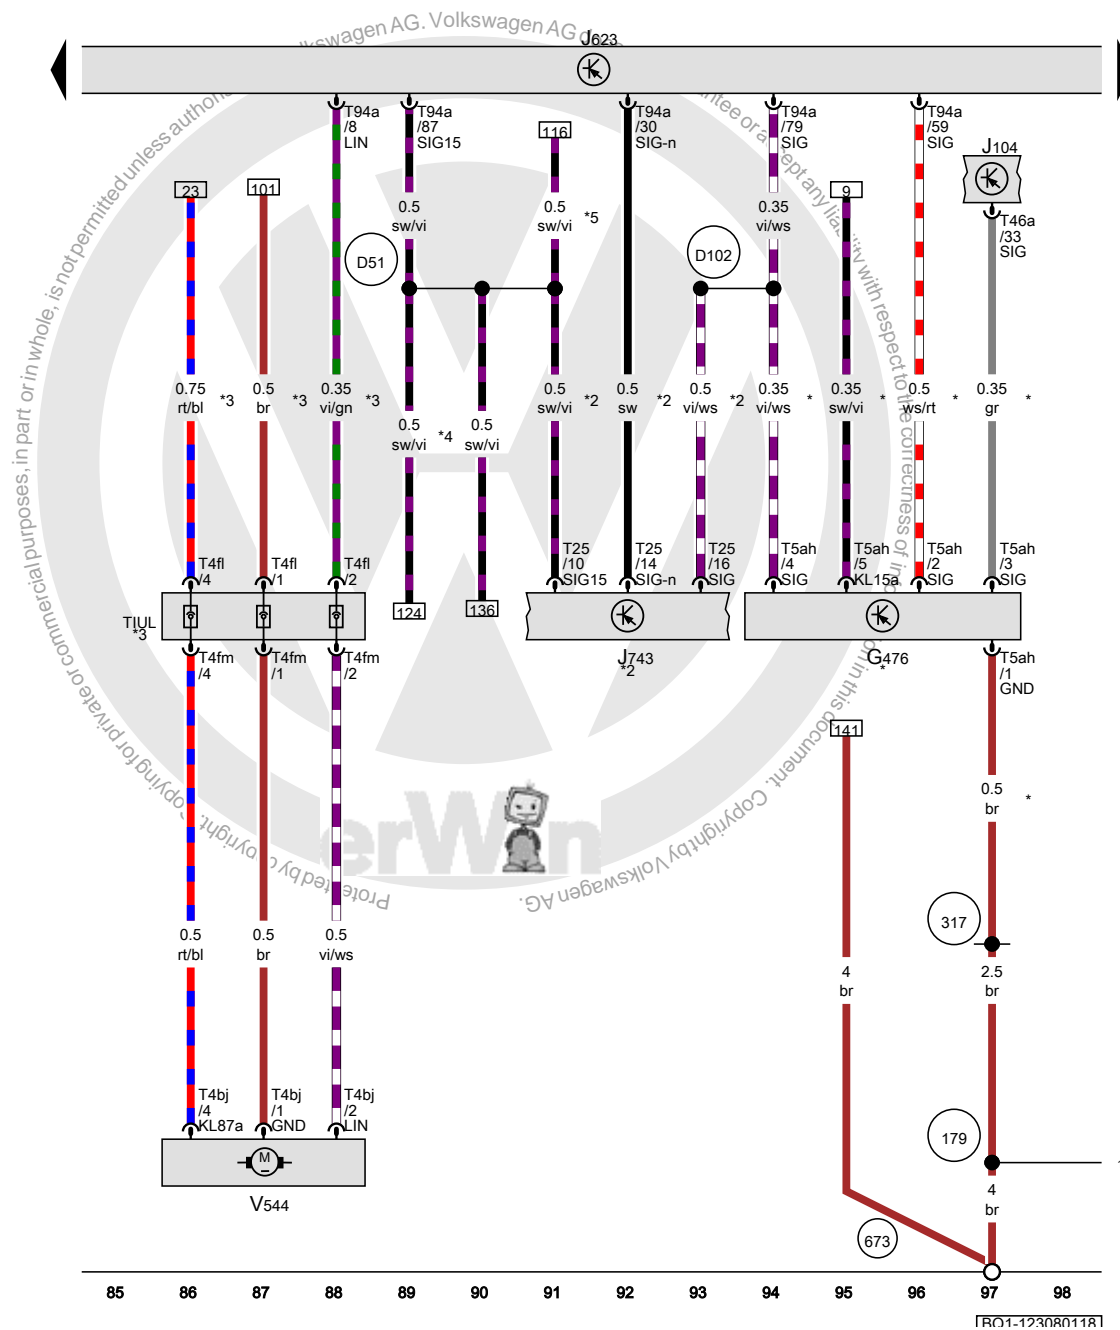 J623
T94a
/8
LIN
T94a
/87
SIG15
T94a
/30
SIG-n
T94a
/79
SIG
T94a
/59
SIG
116
J104
23
101
9
T46a
/33
SIG
0.5
sw/vi
0.5
sw/vi
*5
0.35
vi/ws
D51
D102
0.75
rt/bl
*3
0.5
br
*3
0.35
vi/gn
*3
0.5
sw/vi
*4
0.5
sw/vi
0.5
sw/vi
*2
0.5
sw
*2
0.5
vi/ws
*2
0.35
vi/ws
*
0.35
sw/vi
*
0.5
ws/rt
*
0.35
gr
*
T4fl
/4
T4fl
/1
T4fl
/2
T25
/10
SIG15
T25
/14
SIG-n
T25
/16
SIG
T5ah
/4
SIG
T5ah
/5
KL15a
T5ah
/2
SIG
T5ah
/3
SIG
124
136
TIUL
*3
J743
*2
G476
*
T4fm
/4
T4fm
/1
T4fm
/2
T5ah
/1
GND
141
0.5
br
*
erWin
317
0.5
rt/bl
0.5
br
0.5
vi/ws
4
br
2.5
br
T4bj
/4
KL87a
T4bj
/1
GND
T4bj
/2
LIN
179
M
V544
4
br
673
85 86 87 88 89 90 91 92 93 94 95 96 97 98
BQ1-123080118